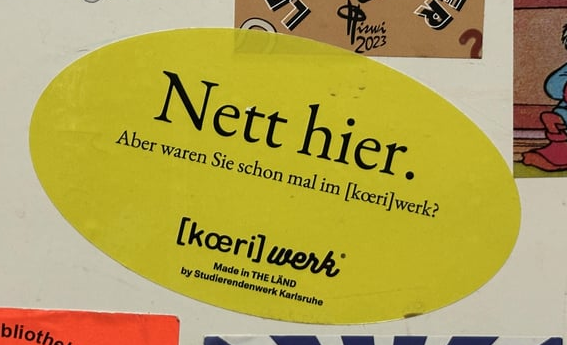 Piswi
2023
?
Nett hier.
Aber waren Sie schon mal im [kœri]werk?
[kœri]werk®
Made in THE LÄND
by Studierendenwerk Karlsruhe